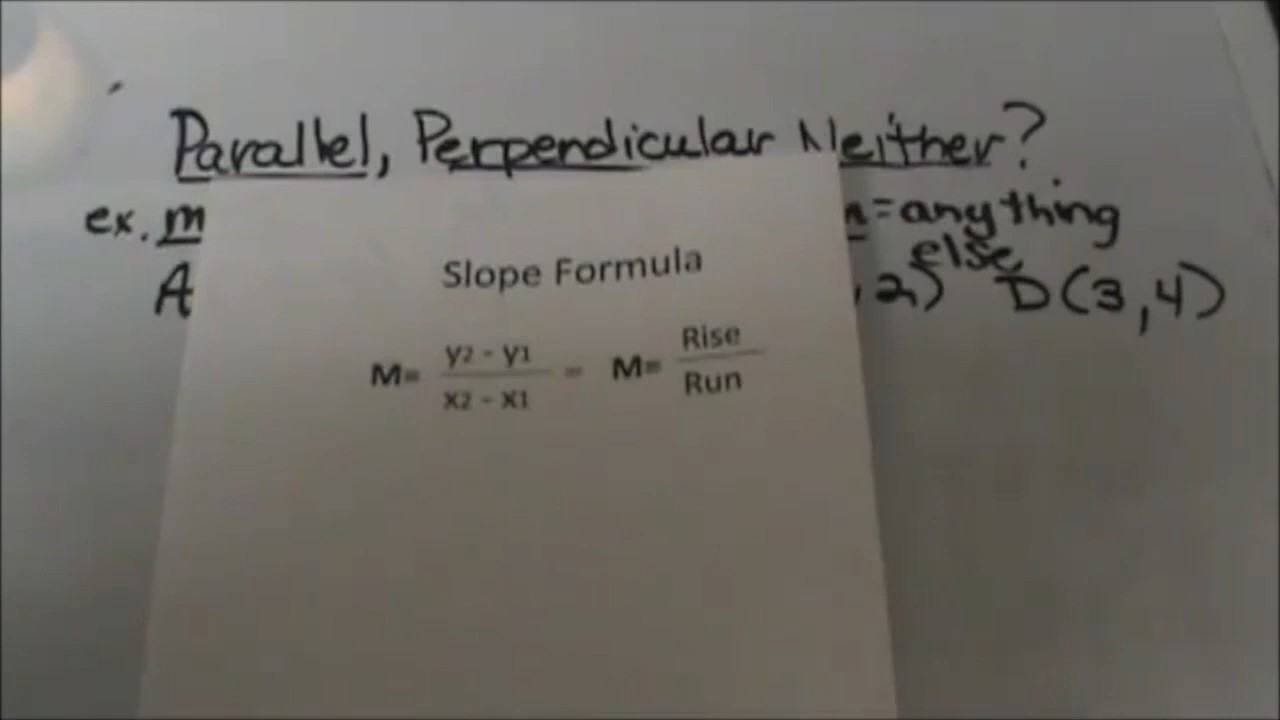 Parallel, Perpendicular Neither?
ex. m =anything
else
A ,2) D(3,4)
Slope Formula
M= y2 - y1 = M= Rise
x2 - x1 Run